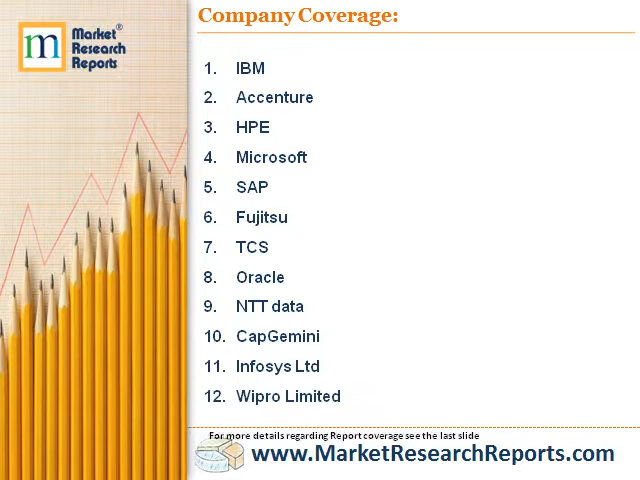 m Market®
Research
Reports
Company Coverage:
1. IBM
2. Accenture
3. HPE
4. Microsoft
5. SAP
6. Fujitsu
7. TCS
8. Oracle
9. NTT data
10. CapGemini
11. Infosys Ltd
12. Wipro Limited
For more details regarding Report coverage see the last slide
www.MarketResearchReports.com